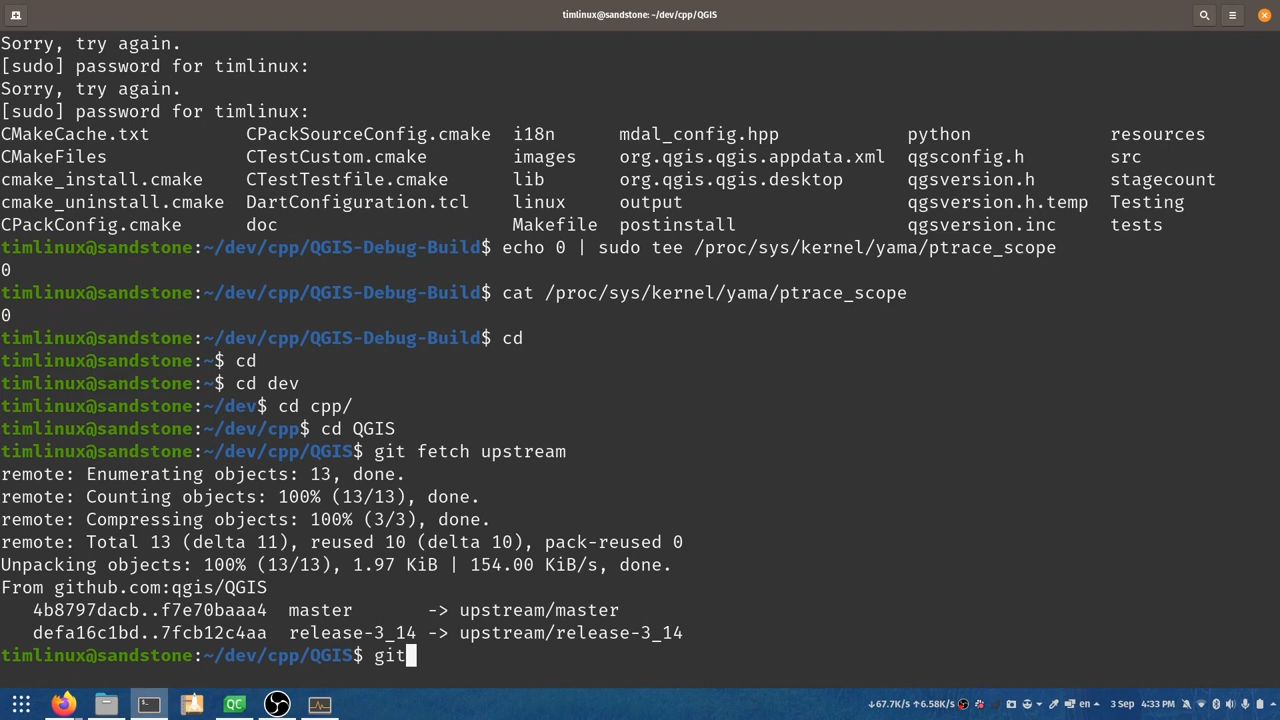 timlinux@sandstone: ~/dev/cpp/QGIS
Sorry, try again.
[sudo] password for timlinux:
Sorry, try again.
[sudo] password for timlinux:
CMakeCache.txt CPackSourceConfig.cmake i18n mdal_config.hpp python resources
CMakeFiles CTestCustom.cmake images org.qgis.qgis.appdata.xml qgsconfig.h src
cmake_install.cmake CTestTestfile.cmake lib org.qgis.qgis.desktop qgsversion.h stagecount
cmake_uninstall.cmake DartConfiguration.tcl linux output qgsversion.h.temp Testing
CPackConfig.cmake doc Makefile postinstall qgsversion.inc tests
timlinux@sandstone:~/dev/cpp/QGIS-Debug-Build$ echo 0 | sudo tee /proc/sys/kernel/yama/ptrace_scope
0
timlinux@sandstone:~/dev/cpp/QGIS-Debug-Build$ cat /proc/sys/kernel/yama/ptrace_scope
0
timlinux@sandstone:~/dev/cpp/QGIS-Debug-Build$ cd
timlinux@sandstone:~$ cd
timlinux@sandstone:~$ cd dev
timlinux@sandstone:~/dev$ cd cpp/
timlinux@sandstone:~/dev/cpp$ cd QGIS
timlinux@sandstone:~/dev/cpp/QGIS$ git fetch upstream
remote: Enumerating objects: 13, done.
remote: Counting objects: 100% (13/13), done.
remote: Compressing objects: 100% (3/3), done.
remote: Total 13 (delta 11), reused 10 (delta 10), pack-reused 0
Unpacking objects: 100% (13/13), 1.97 KiB | 154.00 KiB/s, done.
From github.com:qgis/QGIS
4b8797dacb..f7e70baaa4 master -> upstream/master
defa16c1bd..7fcb12c4aa release-3_14 -> upstream/release-3_14
timlinux@sandstone:~/dev/cpp/QGIS$ git
QC ↓67.7K/s ↑6.58K/s en 3 Sep 4:33 PM